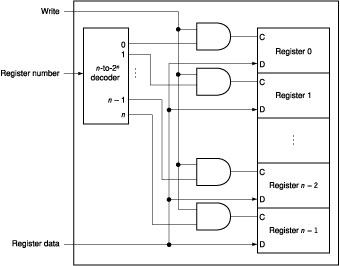 Write
0
1
n-to-2ⁿ
decoder
Register number
n – 1
n
Register data
C
Register 0
D
C
Register 1
D
C
Register n – 2
D
C
Register n – 1
D